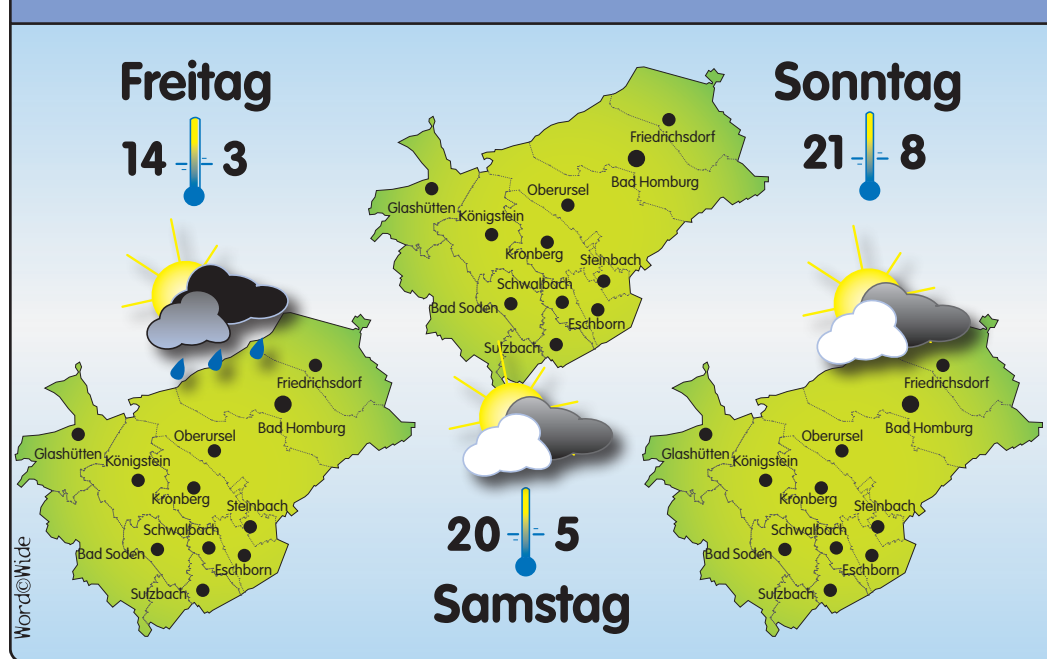 Freitag
14 3
Friedrichsdorf
Bad Homburg
Oberursel
Glashütten
Königstein
Kronberg
Steinbach
Schwalbach
Bad Soden
Eschborn
Sulzbach
Friedrichsdorf
Bad Homburg
Oberursel
Glashütten
Königstein
Kronberg
Steinbach
Schwalbach
Bad Soden
Eschborn
Sulzbach
20 5
Samstag
Sonntag
21 8
Friedrichsdorf
Bad Homburg
Oberursel
Glashütten
Königstein
Kronberg
Steinbach
Schwalbach
Bad Soden
Eschborn
Sulzbach
Word©Wide